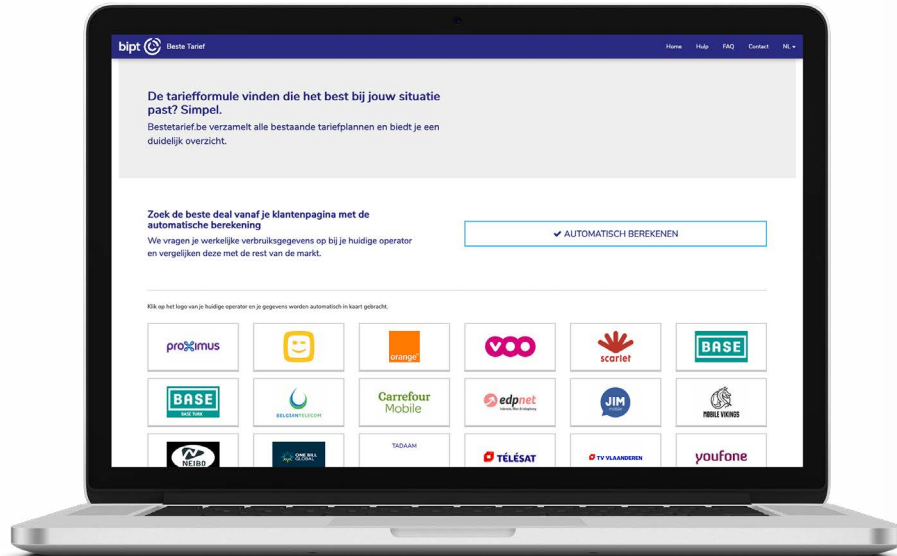 bipt Beste Tarief Home Hulp FAQ Contact NL
De tariefformule vinden die het best bij jouw situatie
past? Simpel.
Bestetarief.be verzamelt alle bestaande tariefplannen en biedt je een
duidelijk overzicht.
Zoek de beste deal vanaf je klantenpagina met de
automatische berekening
We vragen je werkelijke verbruiksgegevens op bij je huidige operator
en vergelijken deze met de rest van de markt.
AUTOMATISCH BEREKENEN
Klik op het logo van je huidige operator en je gegevens worden automatisch in kaart gebracht.
proximus orange voo scarlet BASE
BASE BELGIENTELECOM Carrefour edpnet JIM MOBILE VIKINGS
Mobile mobile
NEIBO ONE BILL TADAAM TÉLÉSAT TV VLAANDEREN youfone
GLOBAL